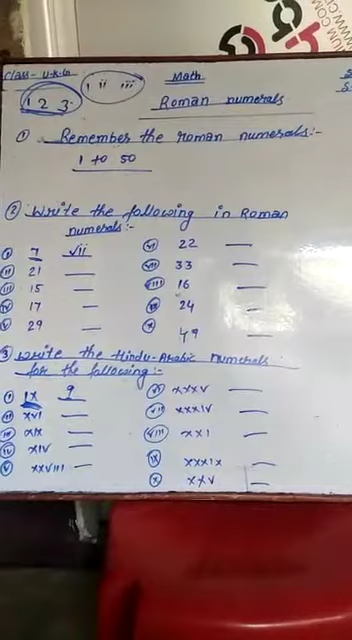 Class - U.K.G
Math
1 2 3.
i ii iii
Roman numerals
① Remember the roman numerals:-
1 to 50
② Write the following in Roman
numerals:-
(i) 7 vii
(ii) 21 —
(iii) 15 —
(iv) 17 —
(v) 29 —
(vi) 22 —
(vii) 33 —
(viii) 16 —
(ix) 24 —
(x) 49 —
③ Write the Hindu-Arabic numerals
for the following:-
(i) IX 9
(ii) XVI —
(iii) XIX —
(iv) XIV —
(v) XXVIII —
(vi) XXXV —
(vii) XXXIV —
(viii) XXI —
(ix) XXXIX —
(x) XXV —